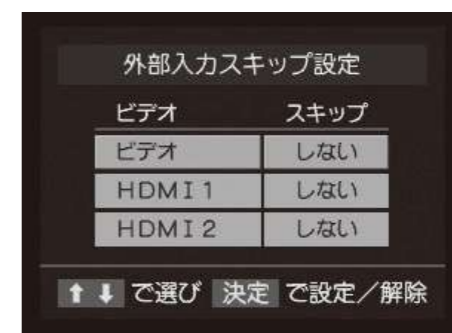 外部入力スキップ設定
ビデオ スキップ
ビデオ しない
HDMI1 しない
HDMI2 しない
⬆⬇ で選び 決定 で設定／解除